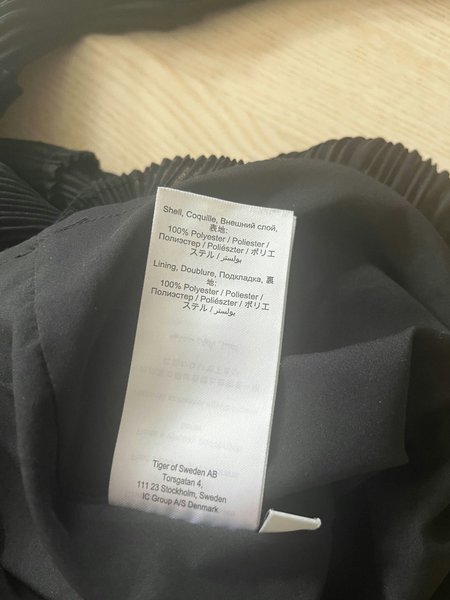 Shell, Coquille, Внешний слой,
表地:
100% Polyester / Poliester /
Полиэстер / Poliészter / ポリエ
ステル / بوليستر
Lining, Doublure, Подкладка, 裏
地:
100% Polyester / Poliester /
Полиэстер / Poliészter / ポリエ
ステル / بوليستر
Tiger of Sweden AB
Torsgatan 4,
111 23 Stockholm, Sweden
IC Group A/S Denmark